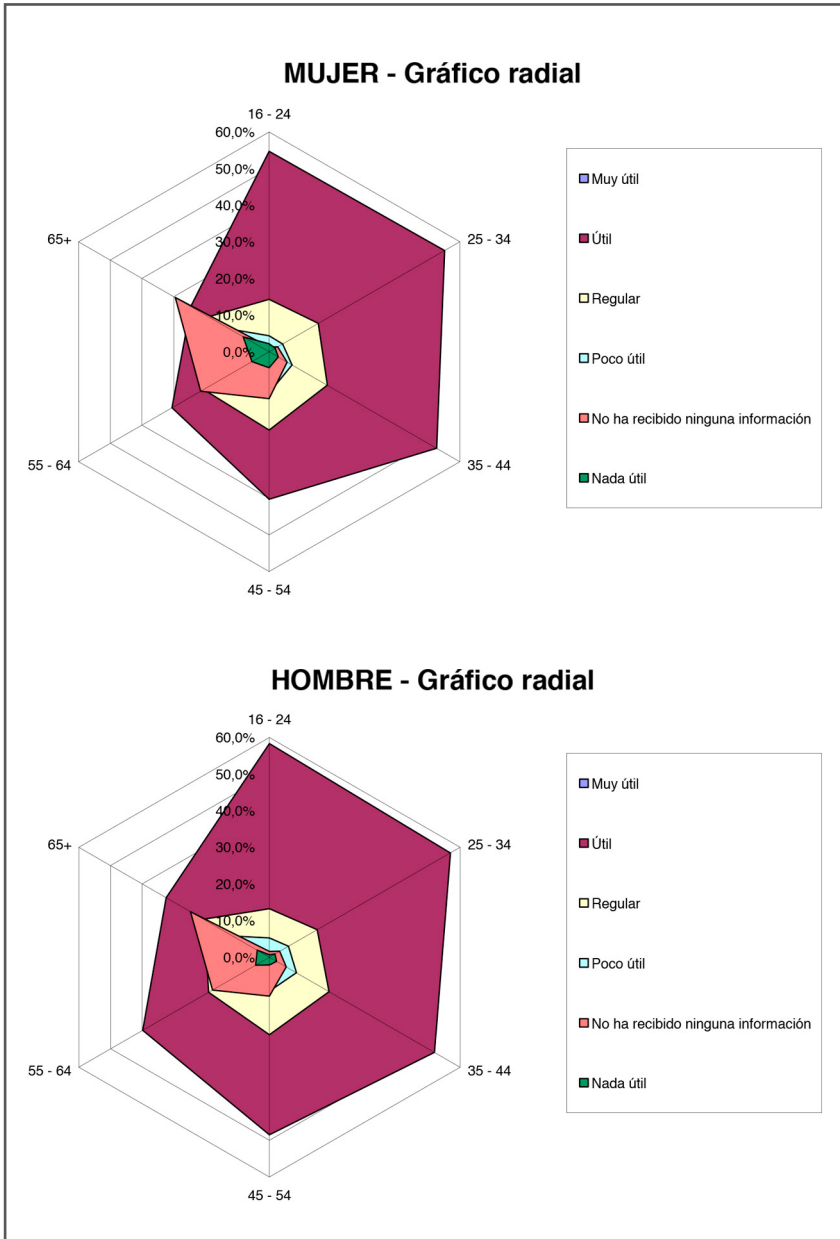 MUJER - Gráfico radial
16 - 24
60,0%
50,0%
40,0%
30,0%
20,0%
10,0%
0,0%
25 - 34
35 - 44
45 - 54
55 - 64
65+
Muy útil
Útil
Regular
Poco útil
No ha recibido ninguna información
Nada útil
HOMBRE - Gráfico radial
16 - 24
60,0%
50,0%
40,0%
30,0%
20,0%
10,0%
0,0%
25 - 34
35 - 44
45 - 54
55 - 64
65+
Muy útil
Útil
Regular
Poco útil
No ha recibido ninguna información
Nada útil